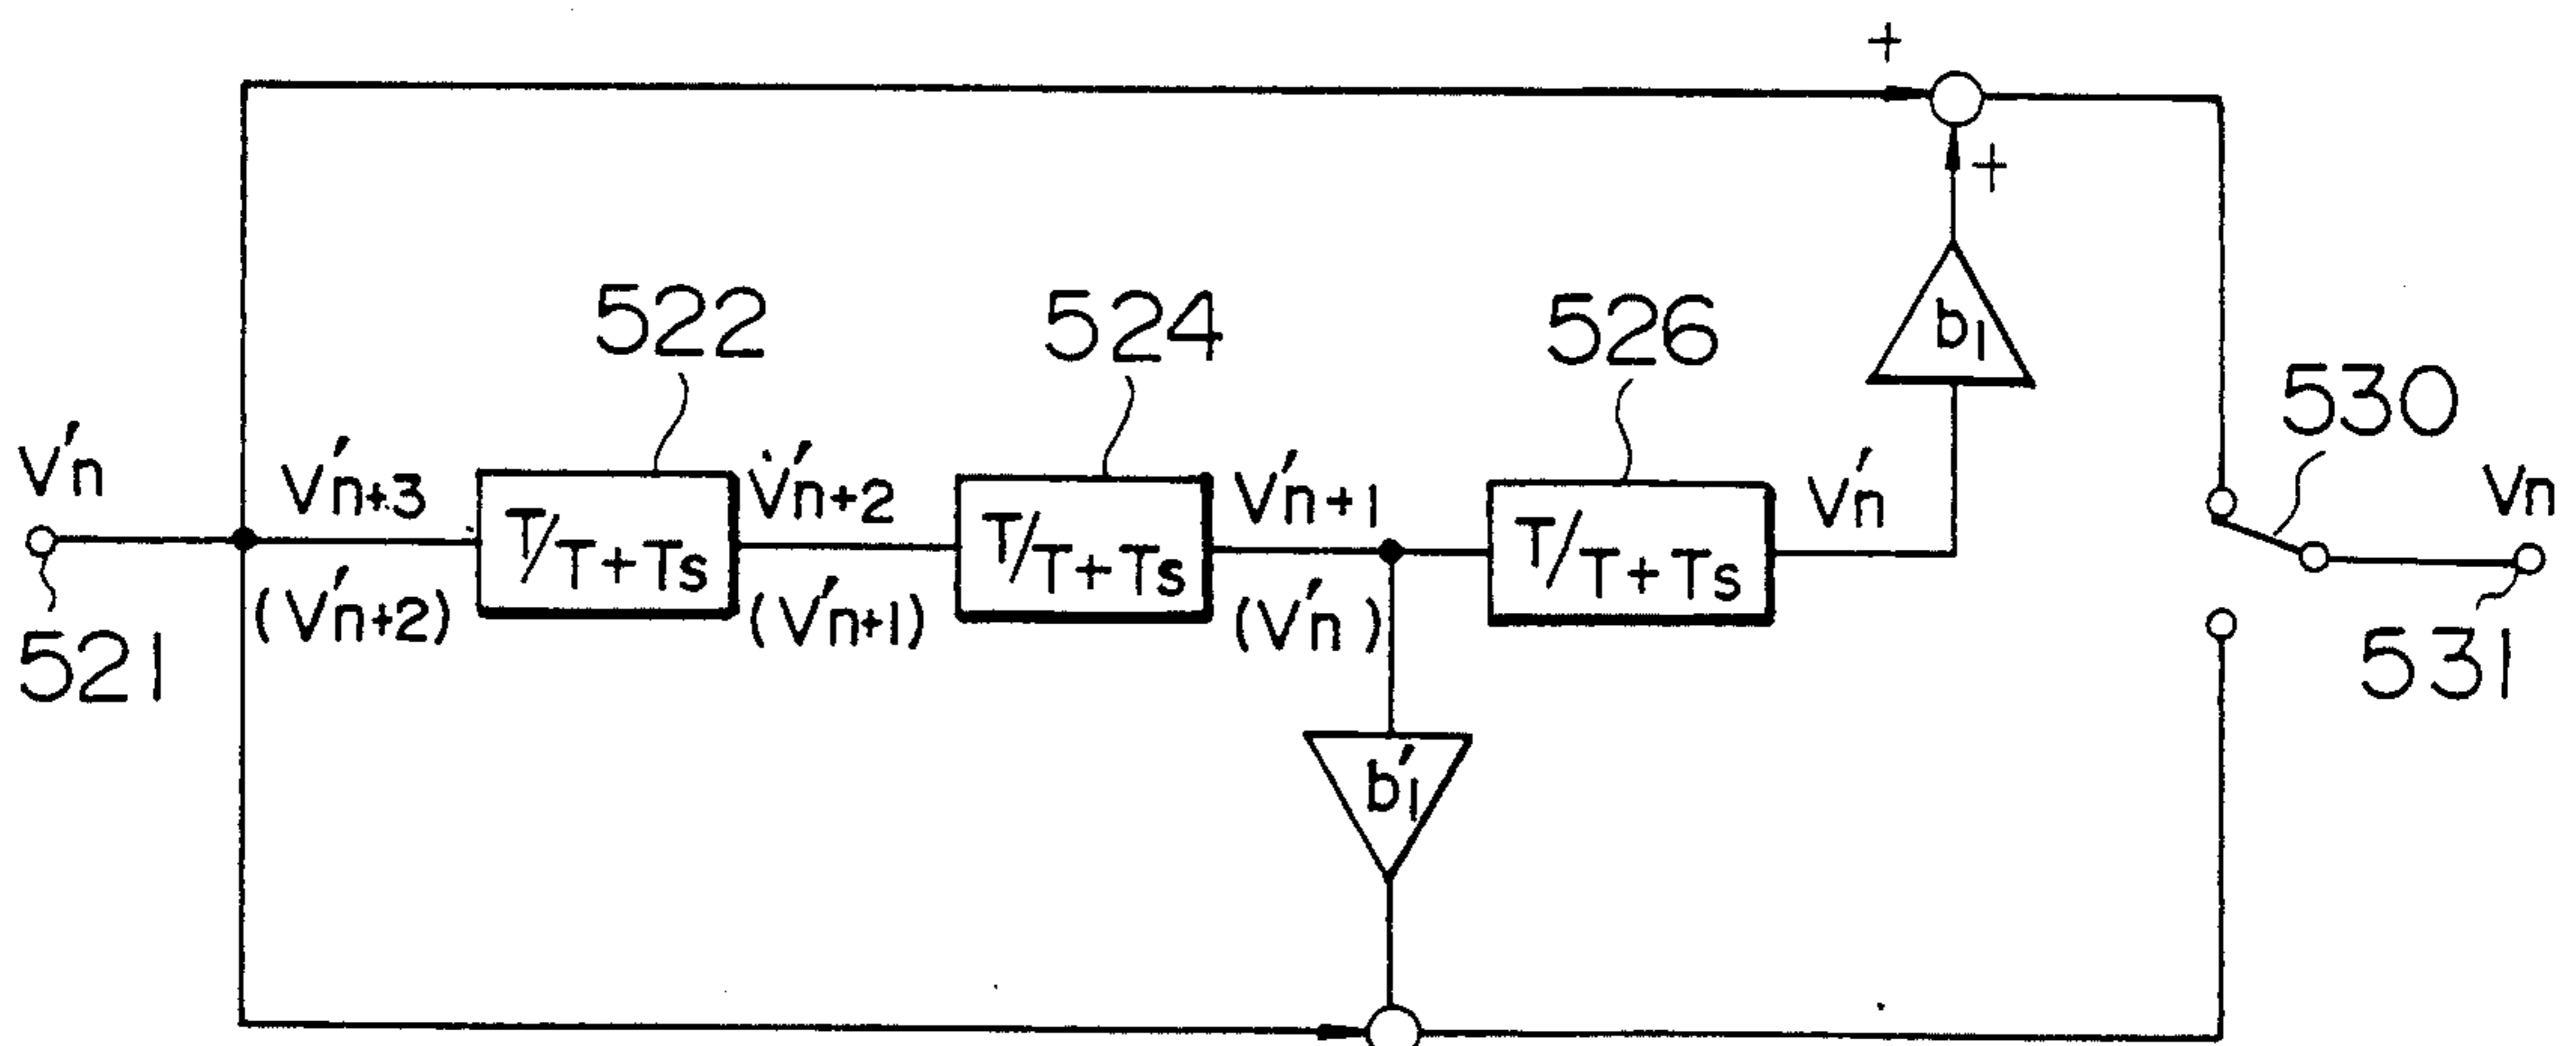 +
+
522
524
526
b1
530
V'n
V'n+3
V'n+2
V'n+1
V'n
Vn
T/T+Ts
T/T+Ts
T/T+Ts
(V'n+2)
(V'n+1)
(V'n)
521
531
b'1